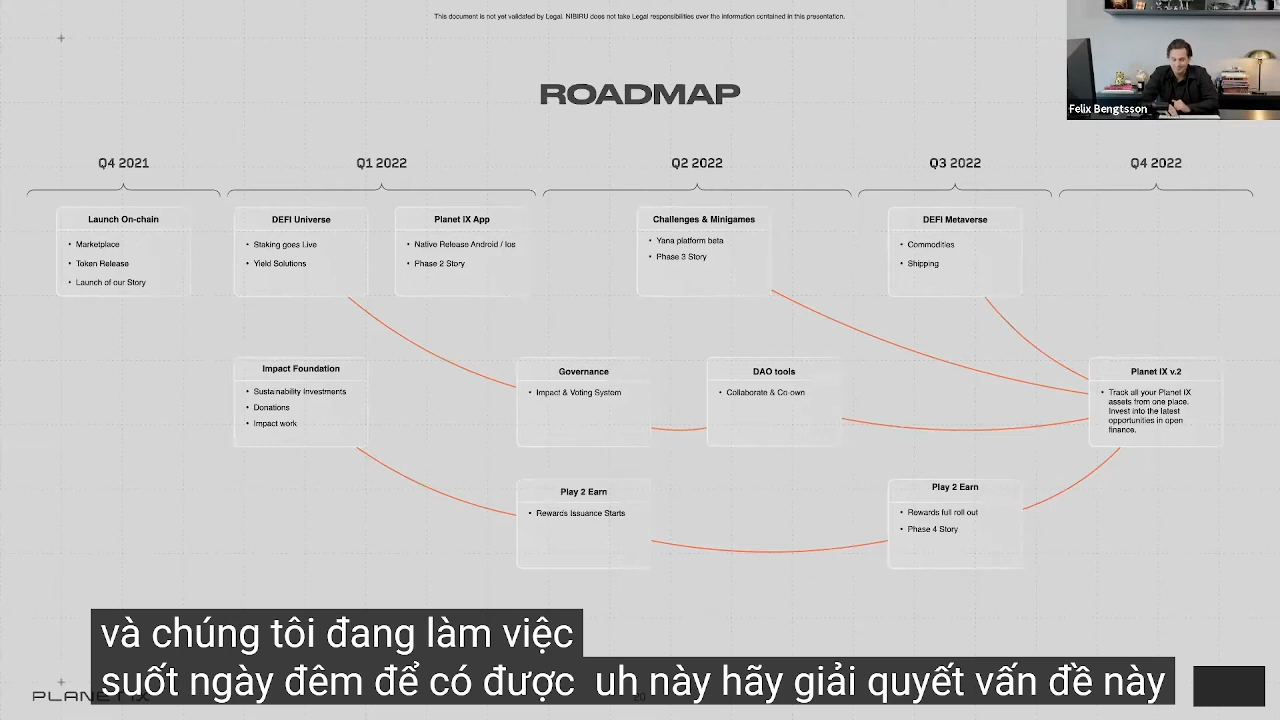 This document is not yet validated by Legal. NIBIRU does not take Legal responsibilities over the information contained in this presentation.
Felix Bengtsson
ROADMAP
Q4 2021
Q1 2022
Q2 2022
Q3 2022
Q4 2022
Launch On-chain
• Marketplace
• Token Release
• Launch of our Story
DEFI Universe
• Staking goes Live
• Yield Solutions
Planet IX App
• Native Release Android / Ios
• Phase 2 Story
Challenges & Minigames
• Yana platform beta
• Phase 3 Story
DEFI Metaverse
• Commodities
• Shipping
Impact Foundation
• Sustainability Investments
• Donations
• Impact work
Governance
• Impact & Voting System
DAO tools
• Collaborate & Co-own
Planet IX v.2
• Track all your Planet IX
assets from one place.
Invest into the latest
opportunities in open
finance.
Play 2 Earn
• Rewards Issuance Starts
Play 2 Earn
• Rewards full roll out
• Phase 4 Story
và chúng tôi đang làm việc
suốt ngày đêm để có được uh này hãy giải quyết vấn đề này